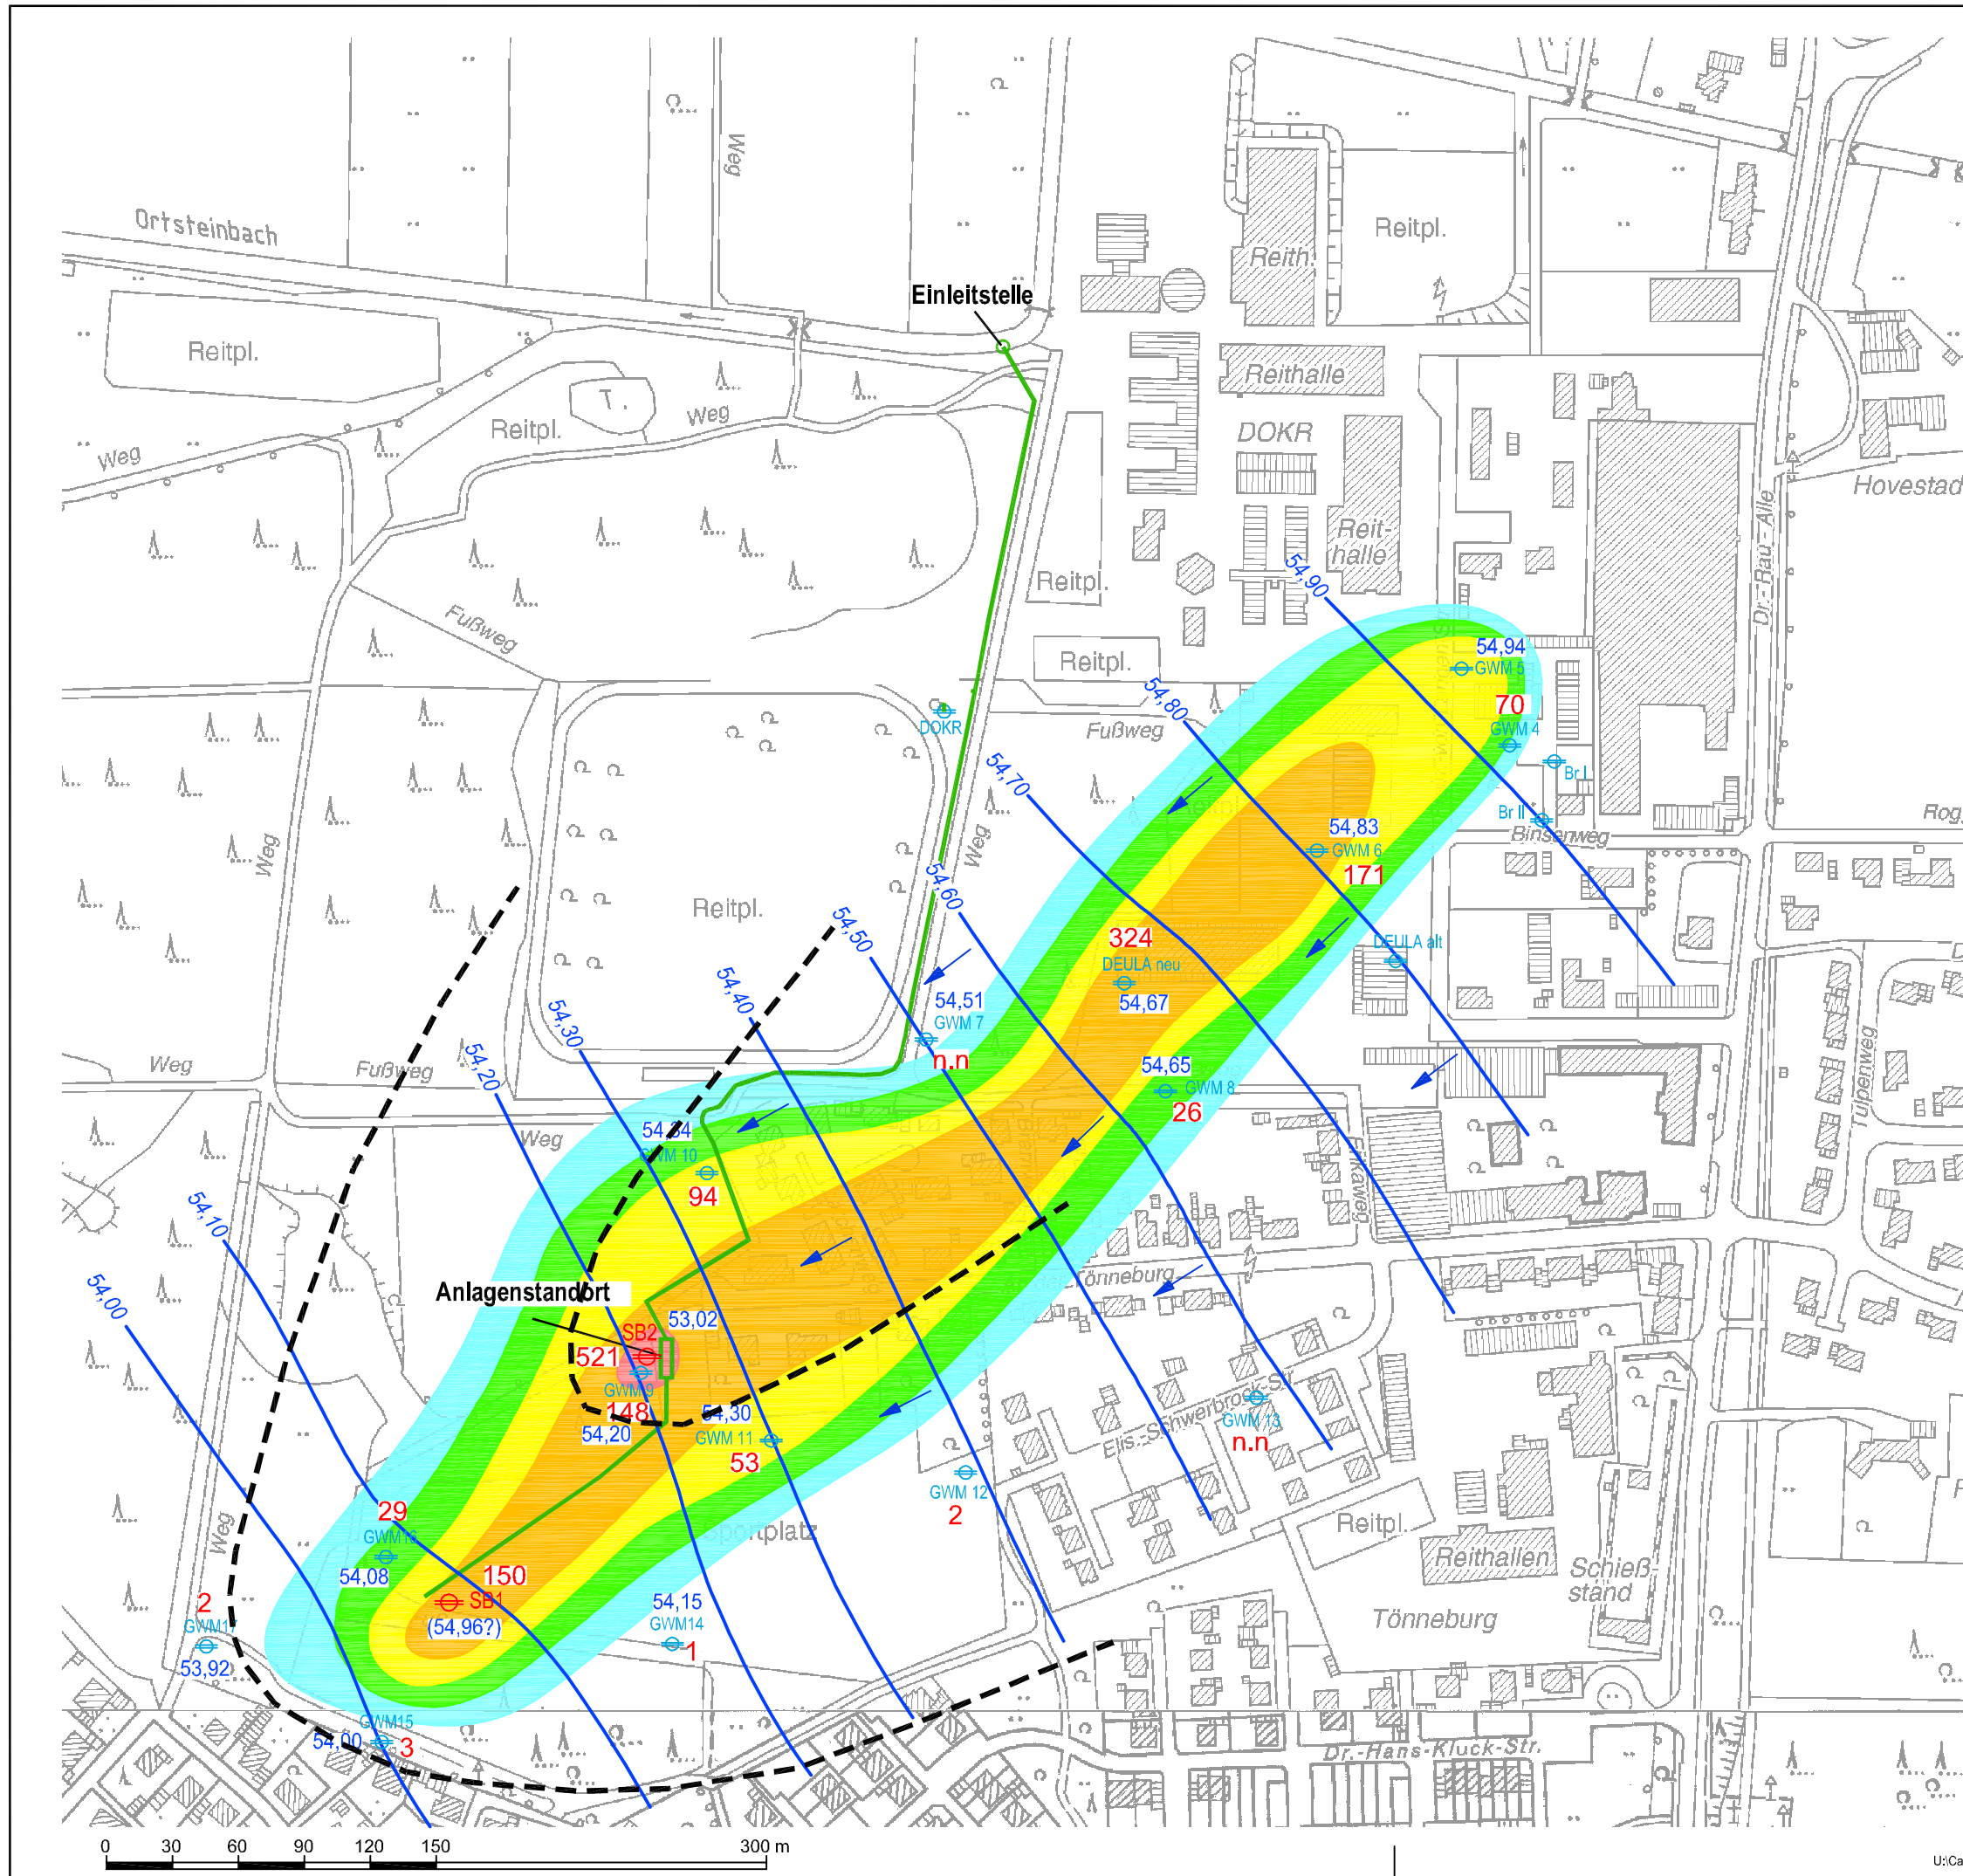 Ortsteinbach
Weg
Reitpl.
Reith.
Einleitstelle
Reitpl.
Reithalle
T.
Reitpl.
Weg
Weg
DOKR
Hovestad
Reit-
halle
Dr.-Rau-Alle
54,90
Reitpl.
Fußweg
54,94
GWM 5
Reitpl.
54,80
70
GWM 4
DOKR
Fußweg
54,70
Br I
Br II
Binsenweg
Rog
54,83
GWM 6
171
Weg
Weg
54,60
Reitpl.
54,50
324
DEULA neu
54,67
DEULA alt
54,40
54,30
54,51
GWM 7
n.n
54,20
Weg
Fußweg
54,65
GWM 8
26
Tulpenweg
Weg
54,34
GWM 10
94
Erikaweg
54,10
54,00
Tönneburg
Anlagenstandort
53,02
SB2
521
GWM 9
148
54,20
54,30
GWM 11
53
Elis.-Schwerbrock-Str.
GWM 13
n.n
GWM 12
2
29
GWM16
54,08
Weg
Sportplatz
Reitpl.
Reithallen
Schieß-
stand
150
SB1
(54,96?)
2
GWM17
53,92
54,15
GWM14
1
Tönneburg
GWM15
54,00
3
Dr.-Hans-Kluck-Str.
0 30 60 90 120 150 300 m
U:\Ca